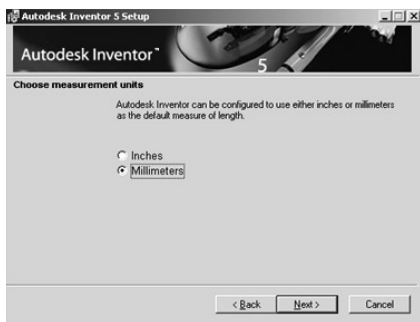 Autodesk Inventor 5 Setup
Autodesk Inventor™
5
Choose measurement units
Autodesk Inventor can be configured to use either inches or millimeters
as the default measure of length.
Inches
Millimeters
< Back Next > Cancel